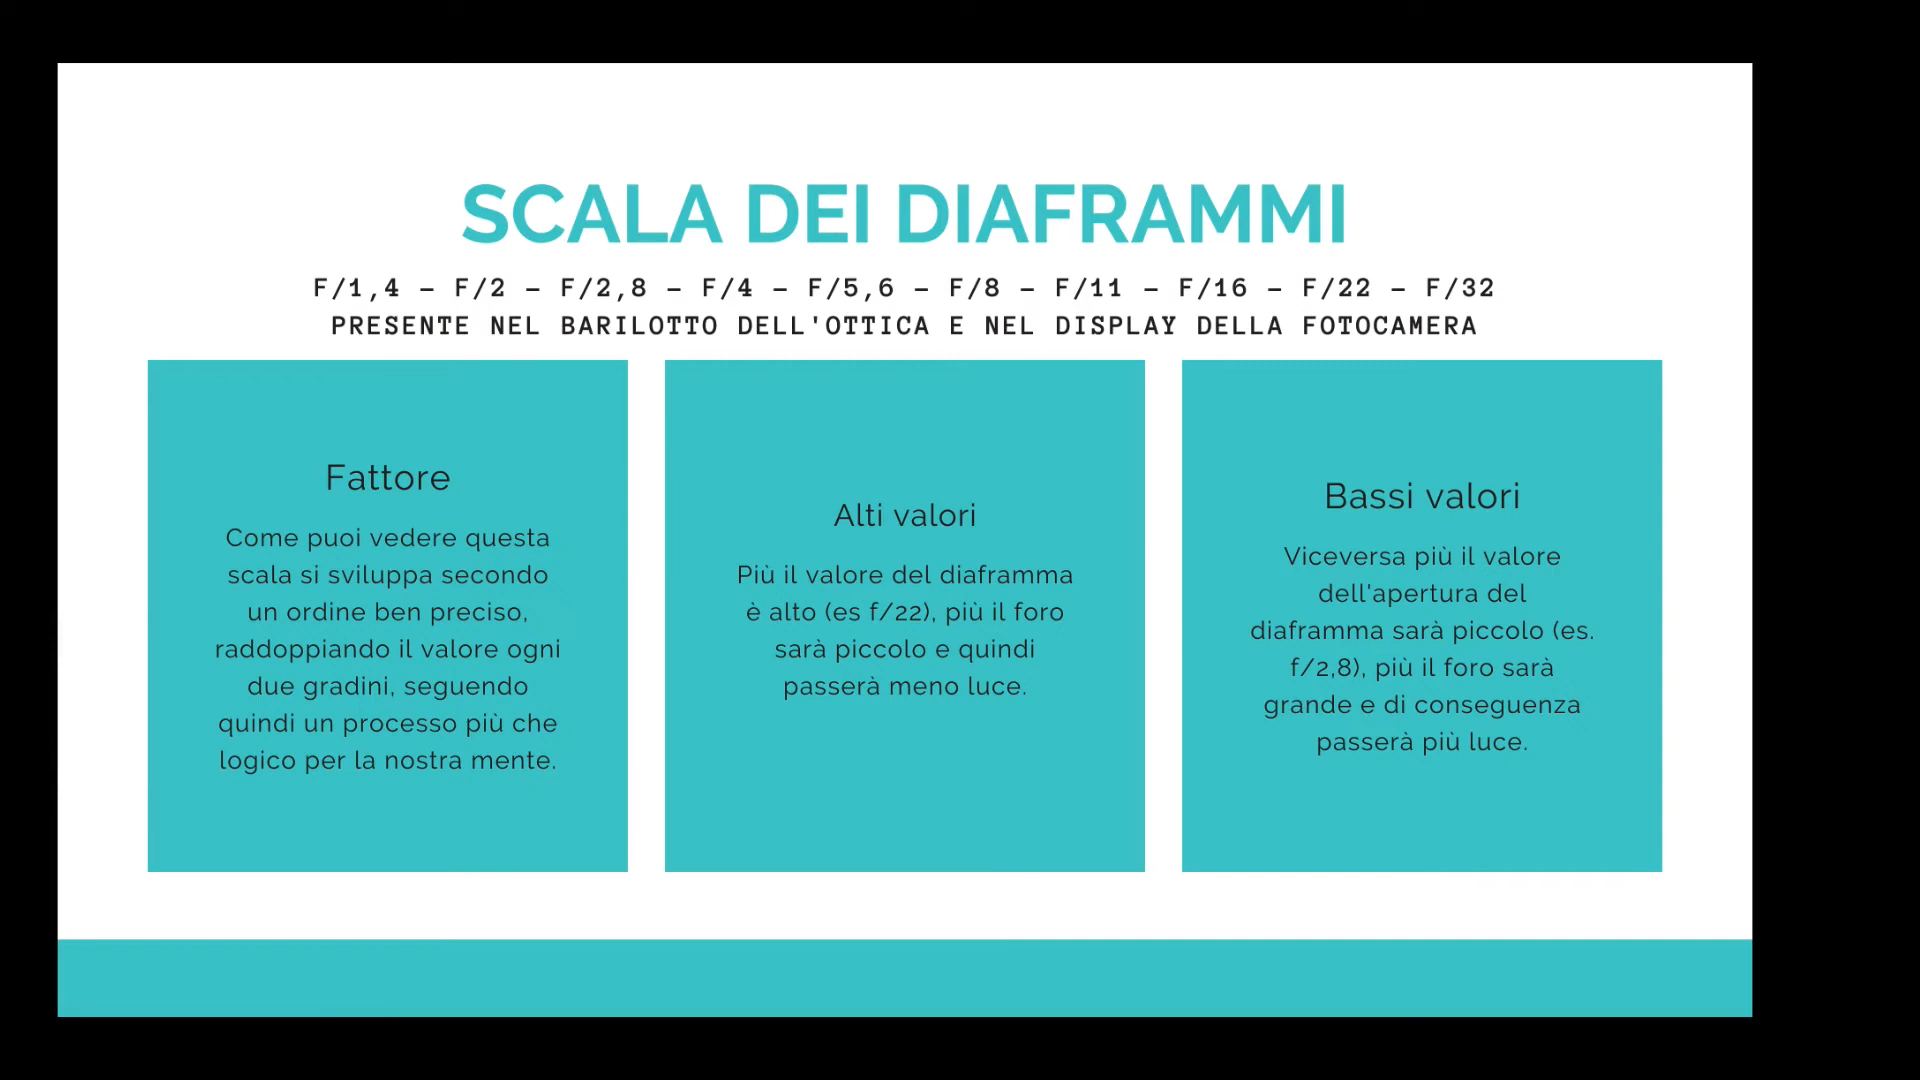 SCALA DEI DIAFRAMMI
F/1,4 – F/2 – F/2,8 – F/4 – F/5,6 – F/8 – F/11 – F/16 – F/22 – F/32
PRESENTE NEL BARILOTTO DELL'OTTICA E NEL DISPLAY DELLA FOTOCAMERA
Fattore
Come puoi vedere questa
scala si sviluppa secondo
un ordine ben preciso,
raddoppiando il valore ogni
due gradini, seguendo
quindi un processo più che
logico per la nostra mente.
Alti valori
Più il valore del diaframma
è alto (es f/22), più il foro
sarà piccolo e quindi
passerà meno luce.
Bassi valori
Viceversa più il valore
dell'apertura del
diaframma sarà piccolo (es.
f/2,8), più il foro sarà
grande e di conseguenza
passerà più luce.